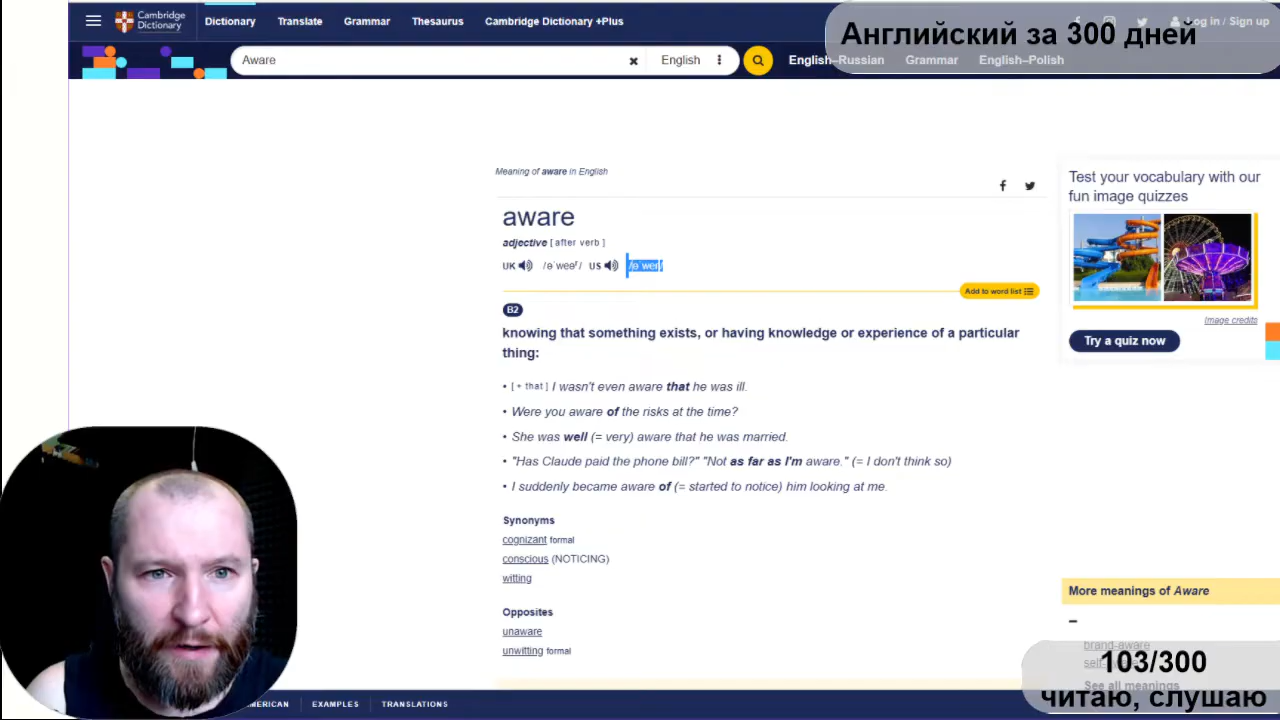 Cambridge Dictionary
Dictionary Translate Grammar Thesaurus Cambridge Dictionary +Plus
Log in / Sign up
Английский за 300 дней
Aware
English
English–Russian Grammar English–Polish
Meaning of aware in English
aware
adjective [ after verb ]
UK /əˈweəʳ/ US /əˈwer/
Add to word list
B2
knowing that something exists, or having knowledge or experience of a particular
thing:
• [ + that ] I wasn't even aware that he was ill.
• Were you aware of the risks at the time?
• She was well (= very) aware that he was married.
• "Has Claude paid the phone bill?" "Not as far as I'm aware." (= I don't think so)
• I suddenly became aware of (= started to notice) him looking at me.
Synonyms
cognizant formal
conscious (NOTICING)
witting
Opposites
unaware
unwitting formal
Test your vocabulary with our
fun image quizzes
Image credits
Try a quiz now
More meanings of Aware
–
brand-aware
See all meanings
103/300
читаю, слушаю
EXAMPLES TRANSLATIONS